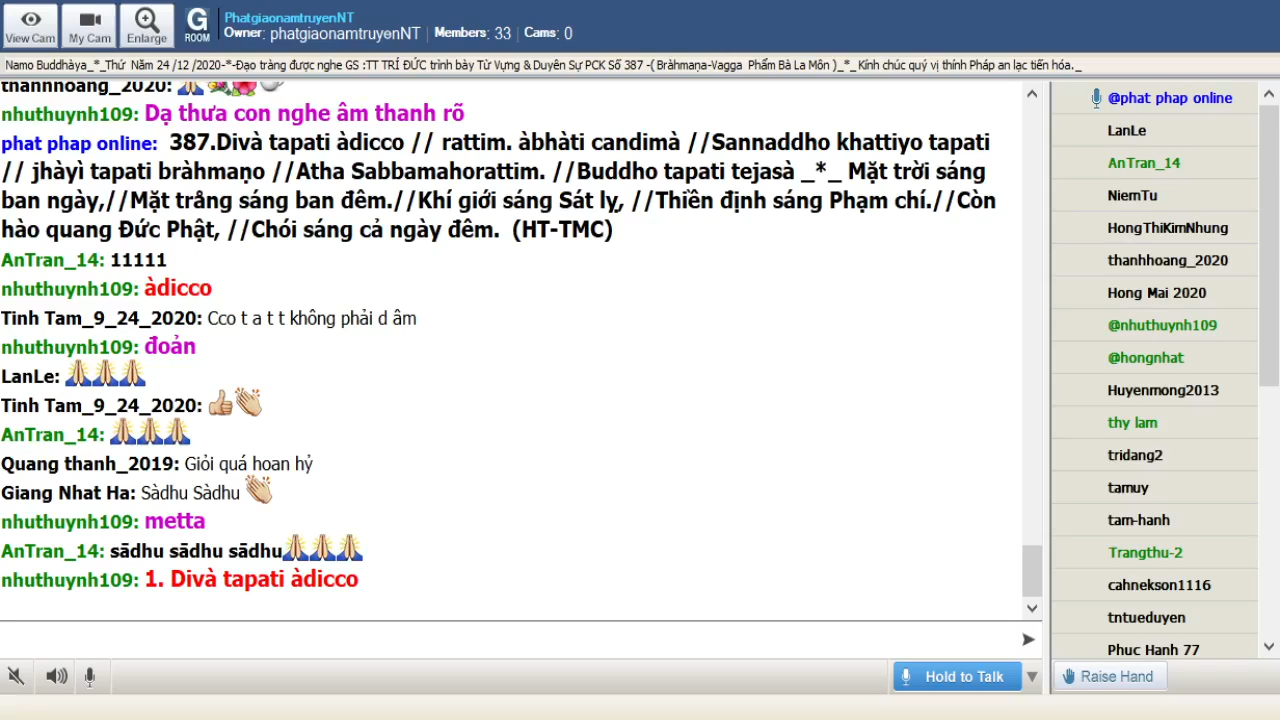 View Cam
My Cam
Enlarge
G
ROOM
PhatgiaonamtruyenNT
Owner: phatgiaonamtruyenNT | Members: 33 | Cams: 0
Namo Buddhàya_*_Thứ Năm 24 /12 /2020-*-Đạo tràng được nghe GS :TT TRÍ ĐỨC trình bày Từ Vựng & Duyên Sự PCK Số 387 -( Bràhmaṇa-Vagga Phẩm Bà La Môn )_*_Kính chúc quý vị thính Pháp an lạc tiến hóa._
thanhhoang_2020:
nhuthuynh109: Dạ thưa con nghe âm thanh rõ
phat phap online: 387.Divà tapati àdicco // rattim. àbhàti candimà //Sannaddho khattiyo tapati
// jhàyì tapati bràhmaṇo //Atha Sabbamahorattim. //Buddho tapati tejasà _*_ Mặt trời sáng
ban ngày,//Mặt trăng sáng ban đêm.//Khí giới sáng Sát lỵ, //Thiền định sáng Phạm chí.//Còn
hào quang Đức Phật, //Chói sáng cả ngày đêm. (HT-TMC)
AnTran_14: 11111
nhuthuynh109: àdicco
Tinh Tam_9_24_2020: Cco t a t t không phải d âm
nhuthuynh109: đoản
LanLe:
Tinh Tam_9_24_2020:
AnTran_14:
Quang thanh_2019: Giỏi quá hoan hỷ
Giang Nhat Ha: Sàdhu Sàdhu
nhuthuynh109: metta
AnTran_14: sādhu sādhu sādhu
nhuthuynh109: 1. Divà tapati àdicco
Hold to Talk
@phat phap online
LanLe
AnTran_14
NiemTu
HongThiKimNhung
thanhhoang_2020
Hong Mai 2020
@nhuthuynh109
@hongnhat
Huyenmong2013
thy lam
tridang2
tamuy
tam-hanh
Trangthu-2
cahnekson1116
tntueduyen
Phuc Hanh 77
Raise Hand